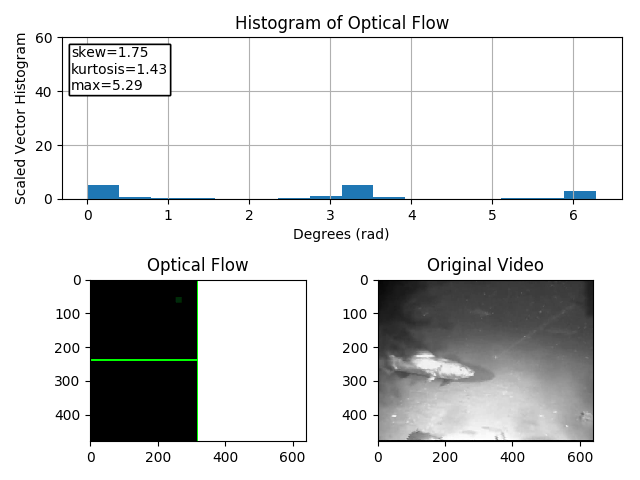 Histogram of Optical Flow
Scaled Vector Histogram
60
40
20
0
skew=1.75
kurtosis=1.43
max=5.29
0 1 2 3 4 5 6
Degrees (rad)
Optical Flow
0
100
200
300
400
0 200 400 600
Original Video
0
100
200
300
400
0 200 400 600